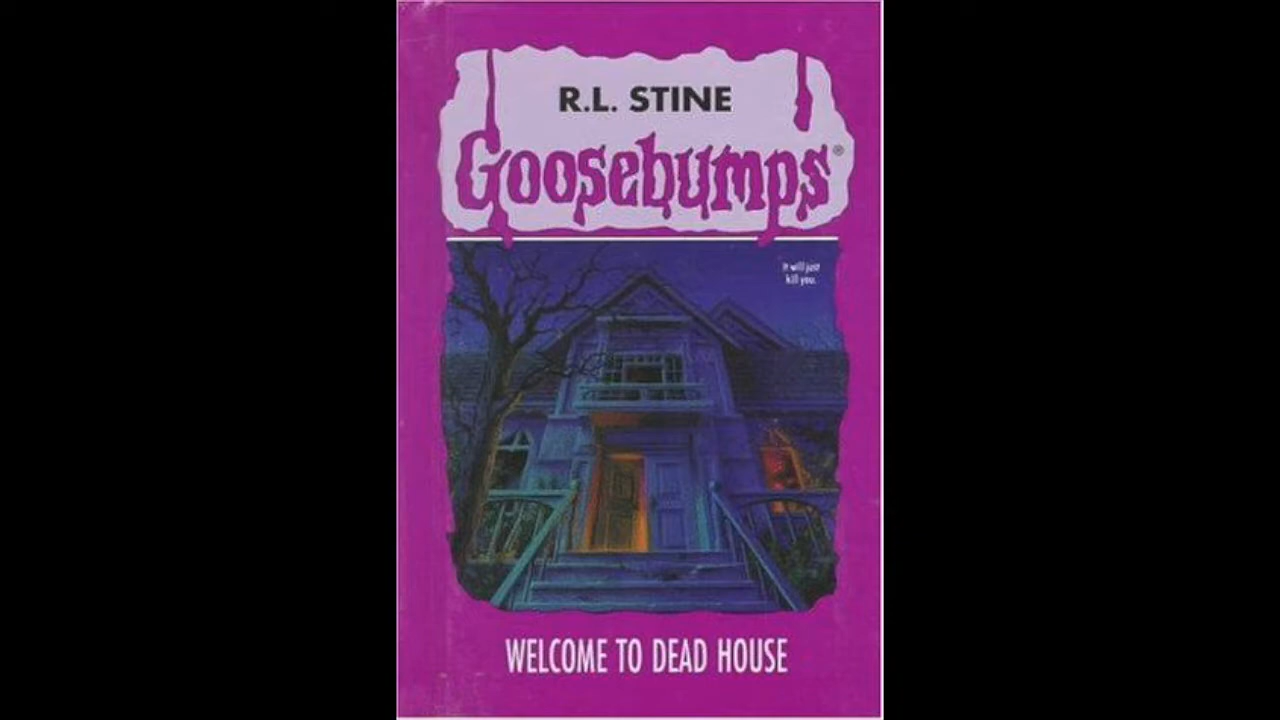 R.L. STINE
Goosebumps®
It will just
kill you.
WELCOME TO DEAD HOUSE